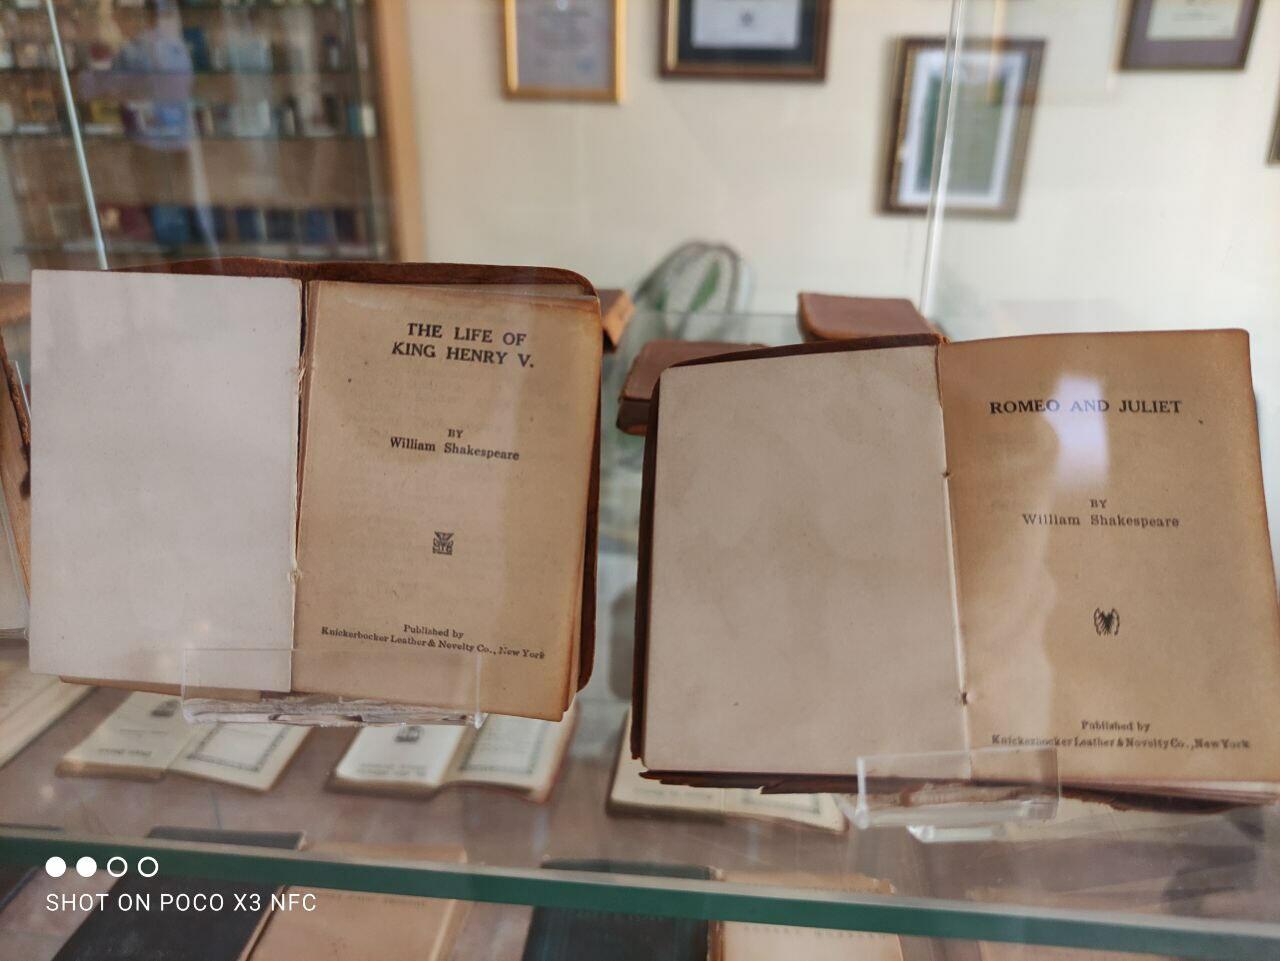 THE LIFE OF
KING HENRY V.
BY
William Shakespeare
Published by
Knickerbocker Leather & Novelty Co., New York
ROMEO AND JULIET
BY
William Shakespeare
Published by
Knickerbocker Leather & Novelty Co., New York
SHOT ON POCO X3 NFC